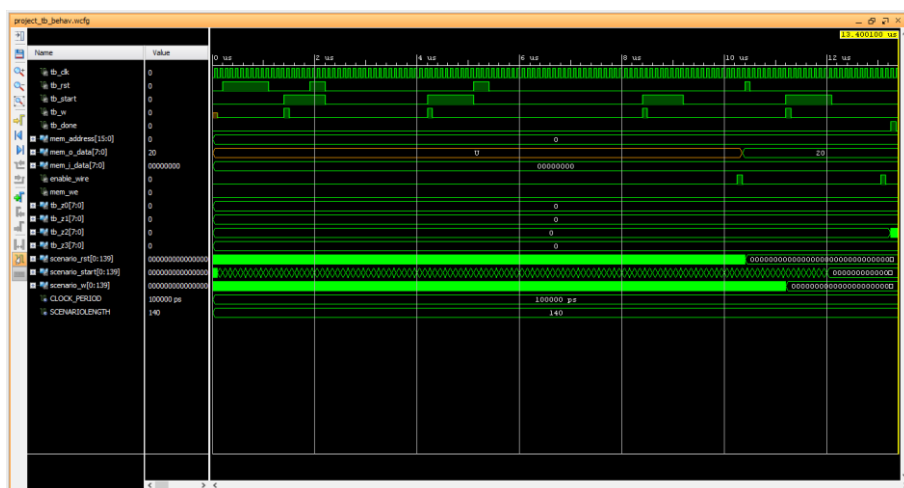 project_tb_behav.wcfg
13.400100 us
Name Value
0 us 2 us 4 us 6 us 8 us 10 us 12 us
tb_clk 0
tb_rst 0
tb_start 0
tb_w 0
tb_done 0
mem_address[15:0] 0 0
mem_o_data[7:0] 20 U 20
mem_i_data[7:0] 00000000 00000000
enable_wire 0
mem_we 0
tb_z0[7:0] 0 0
tb_z1[7:0] 0 0
tb_z2[7:0] 0 0
tb_z3[7:0] 0 0
scenario_rst[0:139]
scenario_start[0:139]
scenario_w[0:139]
CLOCK_PERIOD 100000 ps 100000 ps
SCENARIOLENGTH 140 140